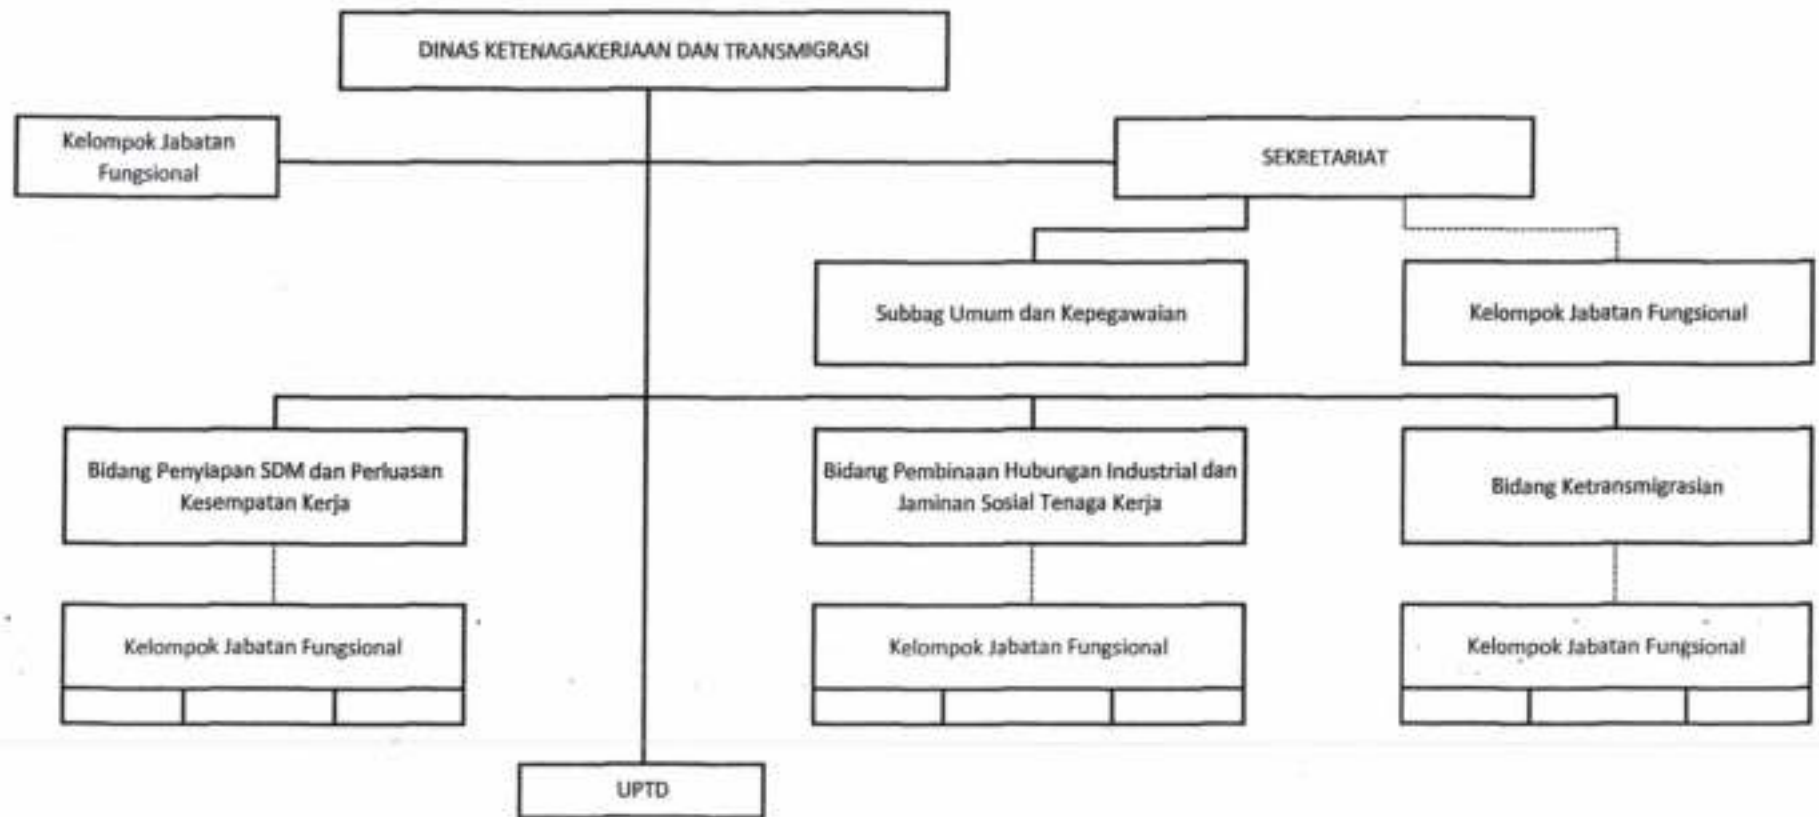 DINAS KETENAGAKERJAAN DAN TRANSMIGRASI
Kelompok Jabatan
Fungsional
SEKRETARIAT
Subbag Umum dan Kepegawaian
Kelompok Jabatan Fungsional
Bidang Penyiapan SDM dan Perluasan
Kesempatan Kerja
Bidang Pembinaan Hubungan Industrial dan
Jaminan Sosial Tenaga Kerja
Bidang Ketransmigrasian
Kelompok Jabatan Fungsional
Kelompok Jabatan Fungsional
Kelompok Jabatan Fungsional
UPTD